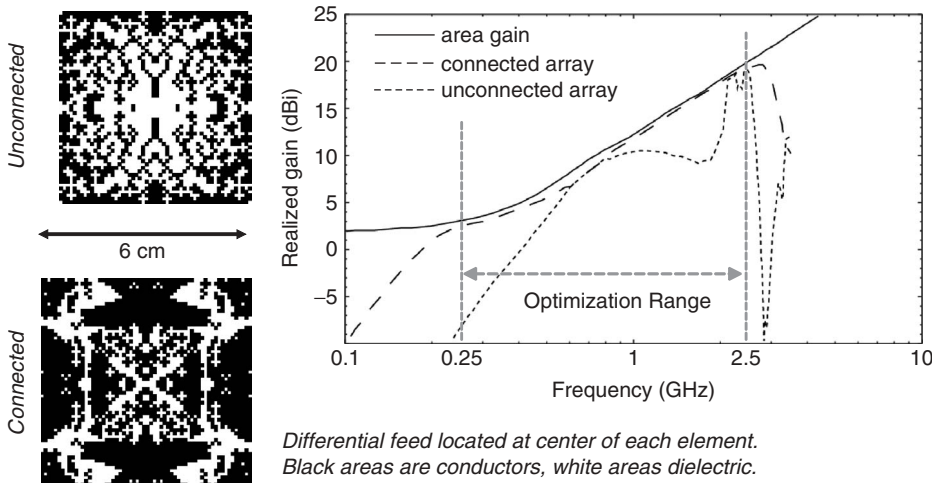 Unconnected
6 cm
Connected
Realized gain (dBi)
25
20
15
10
5
0
–5
area gain
connected array
unconnected array
Optimization Range
0.1
0.25
1
2.5
10
Frequency (GHz)
Differential feed located at center of each element.
Black areas are conductors, white areas dielectric.